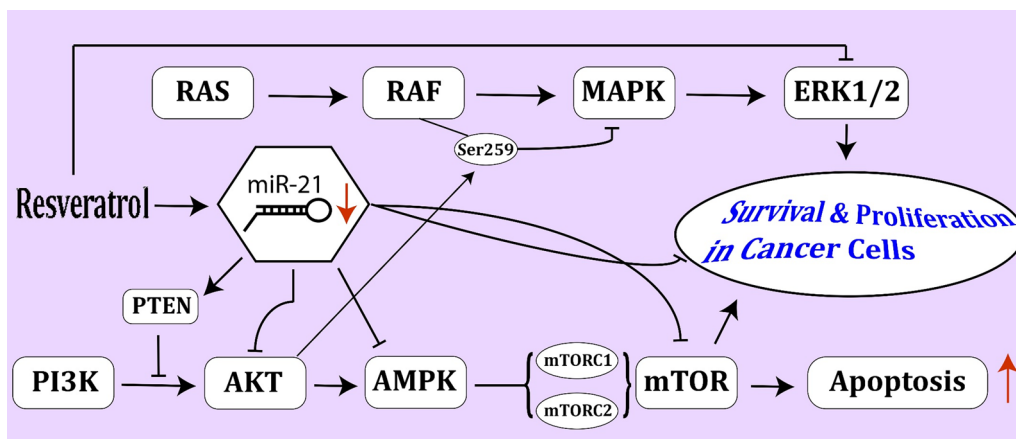 RAS
RAF
MAPK
ERK1/2
Ser259
Resveratrol
miR-21
Survival & Proliferation
in Cancer Cells
PTEN
PI3K
AKT
AMPK
mTORC1
mTORC2
mTOR
Apoptosis